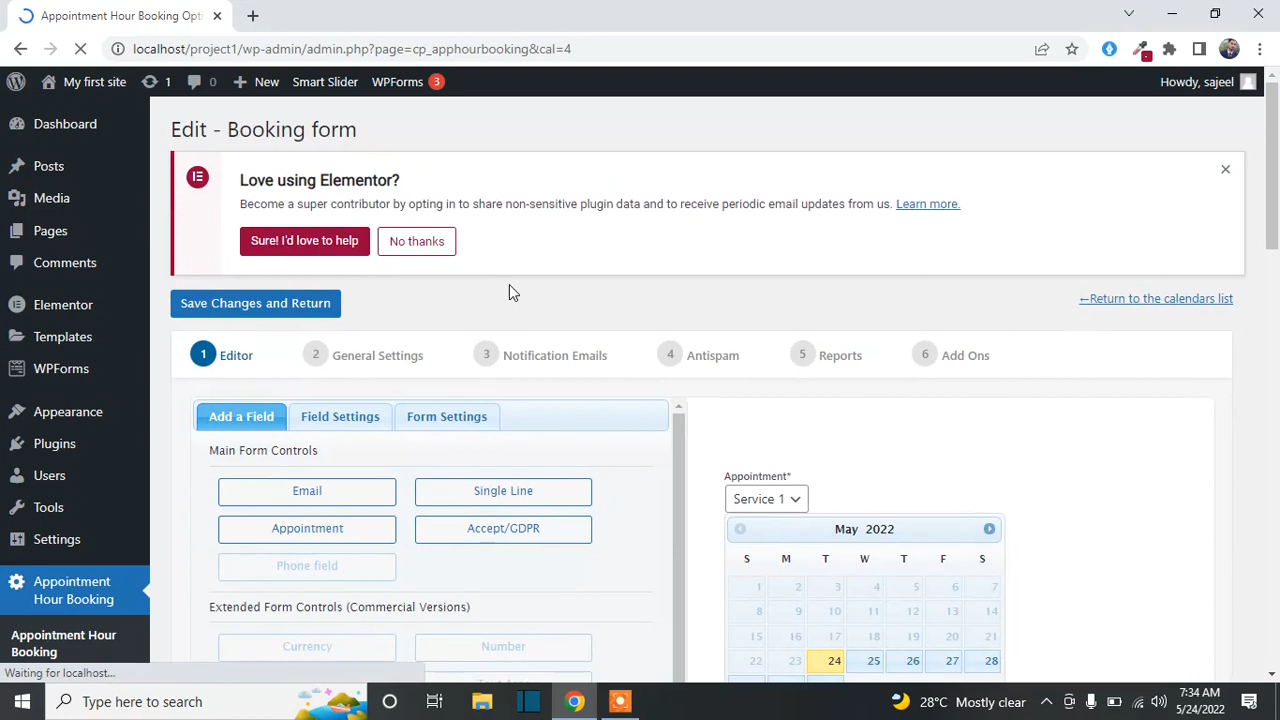 Appointment Hour Booking Opt
localhost/project1/wp-admin/admin.php?page=cp_apphourbooking&cal=4
My first site
1
0
New
Smart Slider
WPForms
3
Howdy, sajeel
Dashboard
Posts
Media
Pages
Comments
Elementor
Templates
WPForms
Appearance
Plugins
Users
Tools
Settings
Appointment
Hour Booking
Appointment Hour
Booking
Edit - Booking form
Love using Elementor?
Become a super contributor by opting in to share non-sensitive plugin data and to receive periodic email updates from us. Learn more.
Sure! I'd love to help
No thanks
Save Changes and Return
←Return to the calendars list
1 Editor
2 General Settings
3 Notification Emails
4 Antispam
5 Reports
6 Add Ons
Add a Field
Field Settings
Form Settings
Main Form Controls
Email
Single Line
Appointment
Accept/GDPR
Phone field
Extended Form Controls (Commercial Versions)
Currency
Number
Appointment*
Service 1
May 2022
S M T W T F S
1 2 3 4 5 6 7
8 9 10 11 12 13 14
15 16 17 18 19 20 21
22 23 24 25 26 27 28
Waiting for localhost...
Type here to search
28°C Mostly clear
7:34 AM
5/24/2022